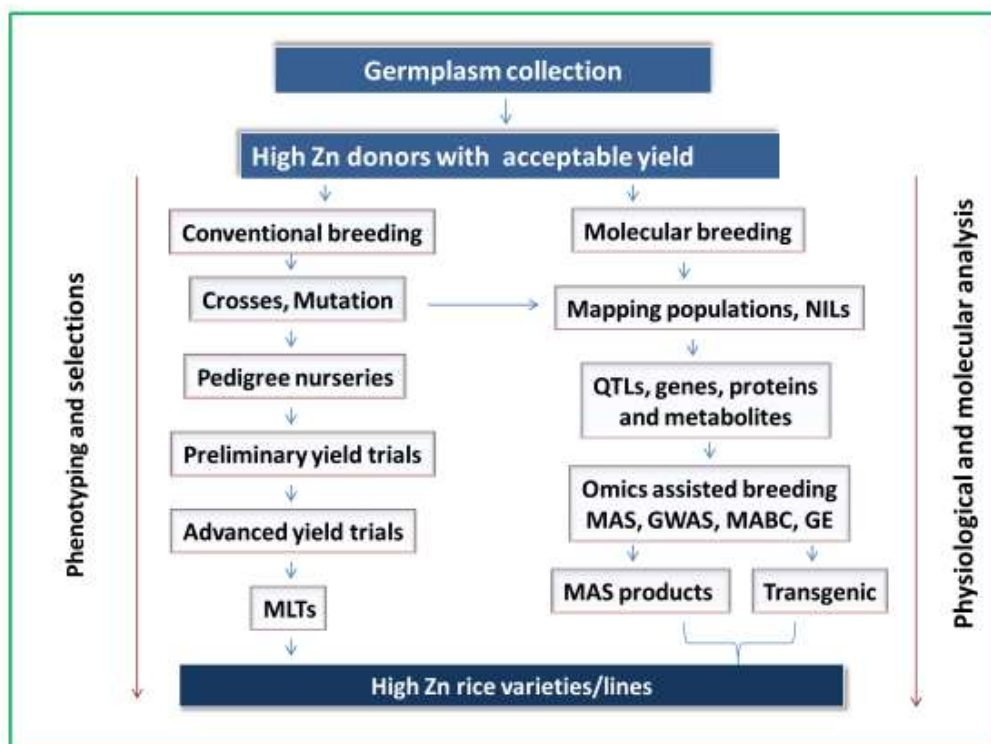 Germplasm collection
High Zn donors with acceptable yield
Phenotyping and selections
Conventional breeding
Crosses, Mutation
Pedigree nurseries
Preliminary yield trials
Advanced yield trials
MLTs
Molecular breeding
Mapping populations, NILs
QTLs, genes, proteins
and metabolites
Omics assisted breeding
MAS, GWAS, MABC, GE
MAS products
Transgenic
Physiological and molecular analysis
High Zn rice varieties/lines